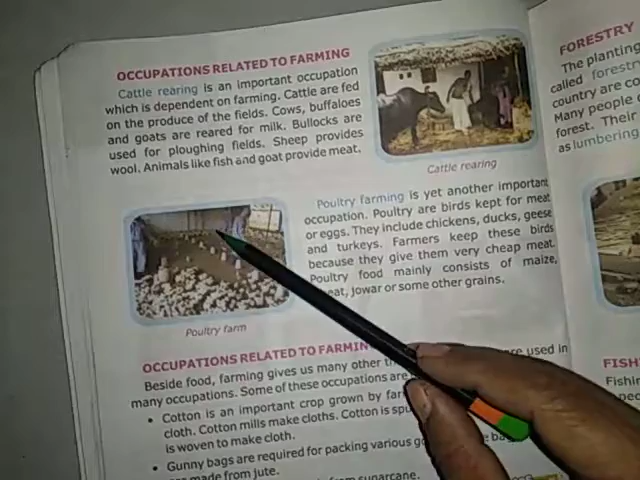 OCCUPATIONS RELATED TO FARMING
Cattle rearing is an important occupation
which is dependent on farming. Cattle are fed
on the produce of the fields. Cows, buffaloes
and goats are reared for milk. Bullocks are
used for ploughing fields. Sheep provides
wool. Animals like fish and goat provide meat.
Cattle rearing
Poultry farming is yet another important
occupation. Poultry are birds kept for meat
or eggs. They include chickens, ducks, geese
and turkeys. Farmers keep these birds
because they give them very cheap meat.
Poultry food mainly consists of maize,
jowar or some other grains.
Poultry farm
OCCUPATIONS RELATED TO
Beside food, farming gives us many other are used in
many occupations. Some of these occupations are
• Cotton is an important crop grown by
cloth. Cotton mills make cloths. Cotton is
is woven to make cloth.
• Gunny bags are required for packing various
made from jute.
from sugarcane.
FORESTRY
The planting
called
country are
Many people
forest. Their
as lumbering
Fishing